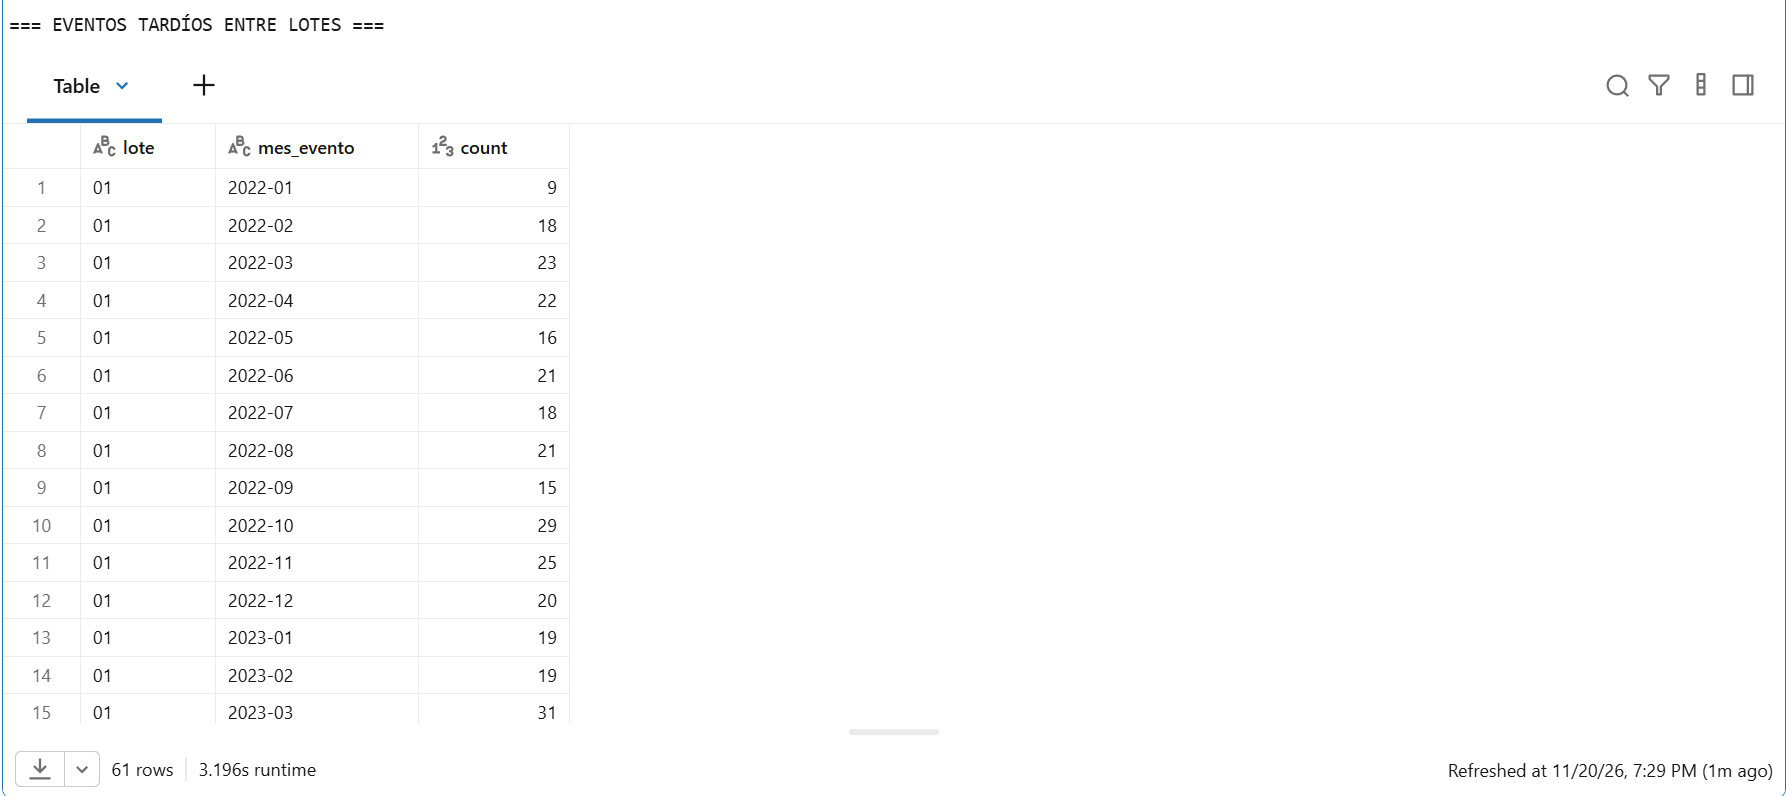 === EVENTOS TARDÍOS ENTRE LOTES ===
Table
lote mes_evento count
1 01 2022-01 9
2 01 2022-02 18
3 01 2022-03 23
4 01 2022-04 22
5 01 2022-05 16
6 01 2022-06 21
7 01 2022-07 18
8 01 2022-08 21
9 01 2022-09 15
10 01 2022-10 29
11 01 2022-11 25
12 01 2022-12 20
13 01 2023-01 19
14 01 2023-02 19
15 01 2023-03 31
61 rows 3.196s runtime Refreshed at 11/20/26, 7:29 PM (1m ago)